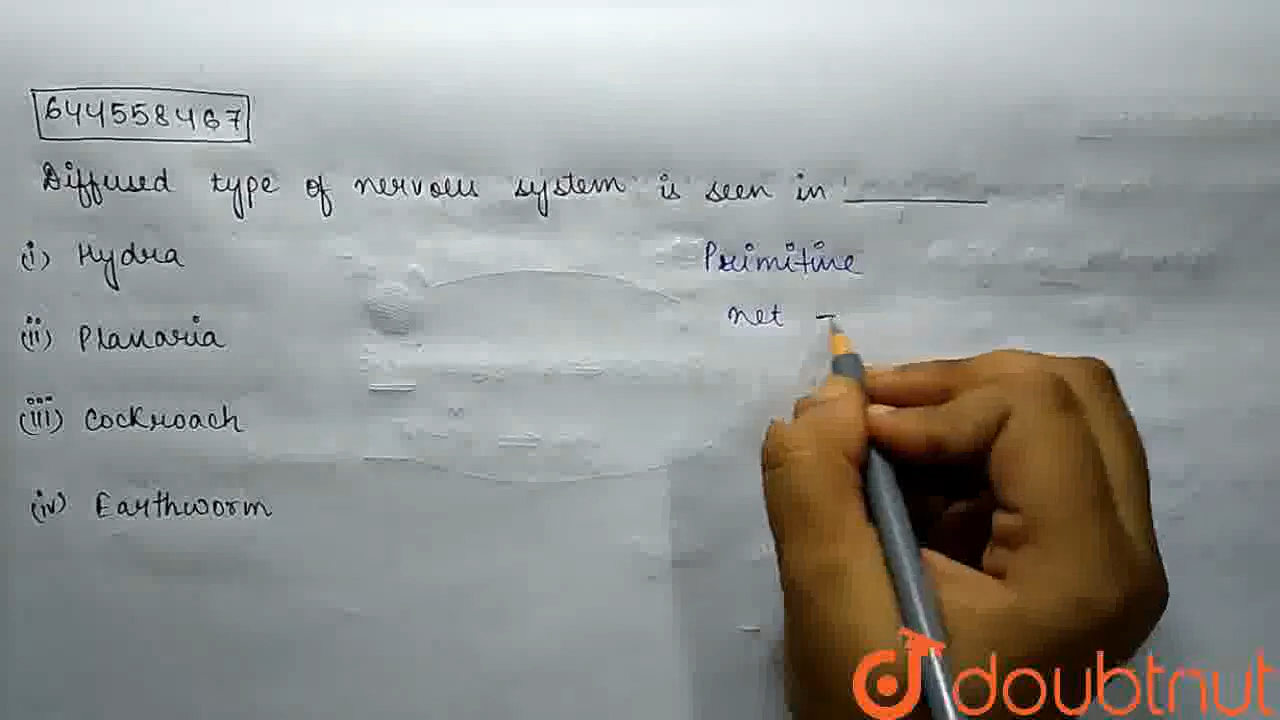 644558467
Diffused type of nervous system is seen in ________
(i) Hydra
Primitive
(ii) Planaria
net -
(iii) Cockroach
(iv) Earthworm
doubtnut